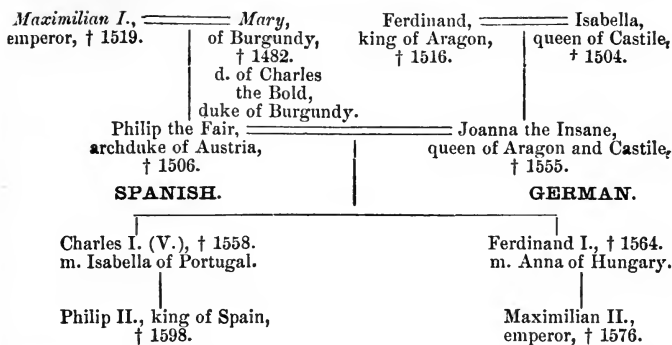 Maximilian I., Mary, Ferdinand, Isabella,
emperor, † 1519. of Burgundy, king of Aragon, queen of Castile,
† 1482. † 1516. † 1504.
d. of Charles
the Bold,
duke of Burgundy.
Philip the Fair, Joanna the Insane,
archduke of Austria, queen of Aragon and Castile,
† 1506. † 1555.
SPANISH. GERMAN.
Charles I. (V.), † 1558. Ferdinand I., † 1564.
m. Isabella of Portugal. m. Anna of Hungary.
Philip II., king of Spain, Maximilian II.,
† 1598. emperor, † 1576.